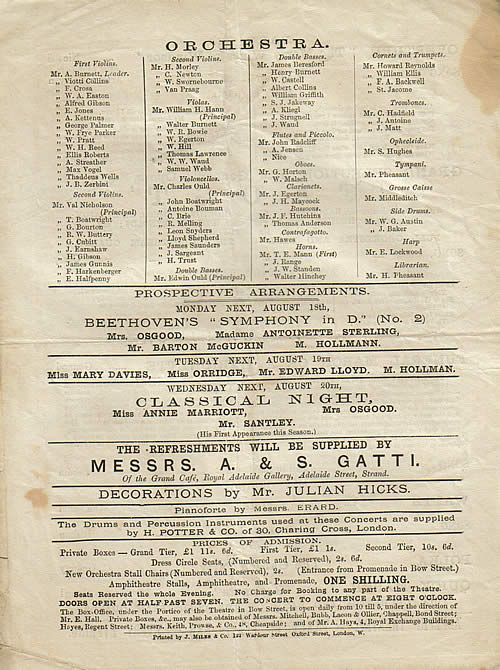 ORCHESTRA.
First Violins.
Mr. A. Burnett, Leader.
„ Viotti Collins
„ F. Crosa
„ W. A. Easton
„ Alfred Gibson
„ E. Jones
„ A. Kettenus
„ George Palmer
„ W. Frye Parker
„ W. Pratt
„ W. H. Reed
„ Ellis Roberts
„ A. Streather
„ Max Vogel
„ Thaddeus Wells
„ J. B. Zerbini
Second Violins.
Mr. Val Nicholson
(Principal)
„ T. Boatwright
„ G. Bourton
„ R. W. Buttery
„ G. Cubitt
„ J. Earnshaw
„ H. Gibson
„ James Gunnis
„ F. Harkenberger
„ E. Halfpenny
Second Violins.
Mr. H. Morley
„ C. Newton
„ W. Swornebourne
„ Van Praag
Violas.
Mr. William H. Hann
(Principal)
„ Walter Burnett
„ W. R. Bowie
„ W. Egerton
„ W. Hill
„ Thomas Lawrence
„ W. W. Waud
„ Samuel Webb
Violoncellos.
Mr. Charles Ould
(Principal)
„ John Boatwright
„ Antoine Bouman
„ C. Brie
„ R. Melling
„ Leon Snyders
„ Lloyd Shepherd
„ James Saunders
„ J. Sargeant
„ H. Trust
Double Basses.
Mr. Edwin Ould (Principal)
Double Basses.
Mr. James Beresford
„ Henry Burnett
„ W. Castell
„ Albert Collins
„ William Griffith
„ S. J. Jakeway
„ A. Kliegl
„ J. Strugnell
„ J. Waud
Flutes and Piccolo.
Mr. John Radcliff
„ A. Jensen
„ Nice
Oboes.
Mr. G. Horton
„ W. Malsch
Clarionets.
Mr. J. Egerton
„ J. H. Maycock
Bassoons.
Mr. J. F. Hutchins
„ Thomas Anderson
Contrafagotto.
Mr. Hawes
Horns.
Mr. T. E. Mann (First)
„ J. Rango
„ J. W. Standen
„ Walter Hinchey
Cornets and Trumpets.
Mr. Howard Reynolds
„ William Ellis
„ F. A. Backwell
„ St. Jacome
Trombones.
Mr. C. Hadfield
„ J. Antoine
„ J. Matt
Opheleide.
Mr. S. Hughes
Tympani.
Mr. Pheasant
Grosse Caisse
Mr. Middleditch
Side Drums.
Mr. W. G. Austin
„ J. Baker
Harp
Mr. E. Lockwood
Librarian.
Mr. H. Pheasant
PROSPECTIVE ARRANGEMENTS.
MONDAY NEXT, AUGUST 18th,
BEETHOVEN'S "SYMPHONY in D." (No. 2)
Mrs. OSGOOD, Madame ANTOINETTE STERLING,
Mr. BARTON McGUCKIN M. HOLLMANN.
TUESDAY NEXT, AUGUST 19TH
Miss MARY DAVIES, Miss ORRIDGE, Mr. EDWARD LLOYD. M. HOLLMAN.
WEDNESDAY NEXT, AUGUST 20TH,
CLASSICAL NIGHT,
Miss ANNIE MARRIOTT, Mrs OSGOOD.
Mr. SANTLEY.
(His First Appearance this Season.)
THE REFRESHMENTS WILL BE SUPPLIED BY
MESSRS. A. & S. GATTI.
Of the Grand Café, Royal Adelaide Gallery, Adelaide Street, Strand.
DECORATIONS by Mr. JULIAN HICKS.
Pianoforte by Messrs. ERARD.
The Drums and Percussion Instruments used at these Concerts are supplied
by H. POTTER & CO. of 30, Charing Cross, London.
PRICES OF ADMISSION.
Private Boxes — Grand Tier, £1 11s. 6d. First Tier, £1 1s. Second Tier, 10s. 6d.
Dress Circle Seats, (Numbered and Reserved), 2s. 6d.
New Orchestral Stall Chairs (Numbered and Reserved), 2s. (Entrance from Promenade in Bow Street.)
Amphitheatre Stalls, Amphitheatre, and Promenade, ONE SHILLING.
Seats Reserved the whole Evening. No Charge for Booking to any part of the Theatre.
DOORS OPEN AT HALF-PAST SEVEN. THE CONCERT TO COMMENCE AT EIGHT O'CLOCK.
The Box-Office, under the Portico of the Theatre in Bow Street, is open daily from 10 till 5, under the direction of
Mr. E. Hall. Private Boxes, &c., may also be obtained of Messrs. Mitchell, Bubb, Lacon & Ollier, Chappell, Bond Street;
Hayes, Regent Street; Messrs. Keith, Prowse, & Co., 48, Cheapside; and of Mr. A. Hays, 4, Royal Exchange Buildings.
Printed by J. MILES & Co. 195 Wardour Street Oxford Street, London, W.